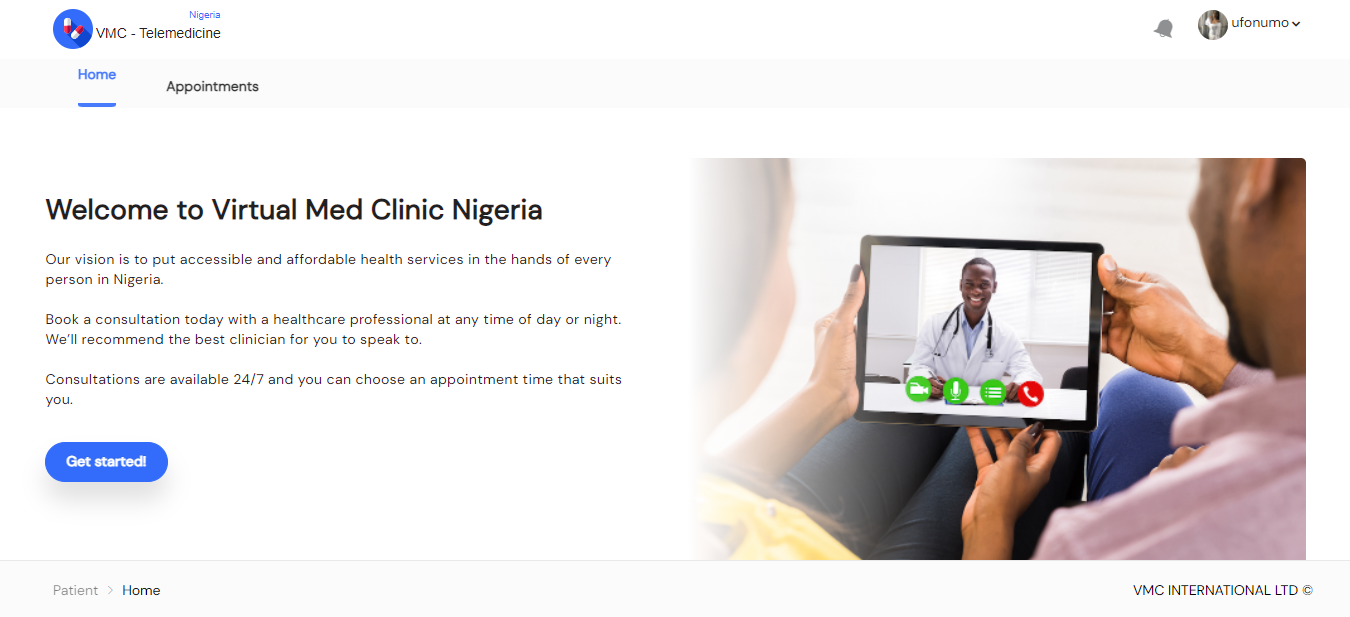 Nigeria
VMC - Telemedicine
ufonumo
Home
Appointments
Welcome to Virtual Med Clinic Nigeria
Our vision is to put accessible and affordable health services in the hands of every
person in Nigeria.
Book a consultation today with a healthcare professional at any time of day or night.
We'll recommend the best clinician for you to speak to.
Consultations are available 24/7 and you can choose an appointment time that suits
you.
Get started!
Patient > Home
VMC INTERNATIONAL LTD ©